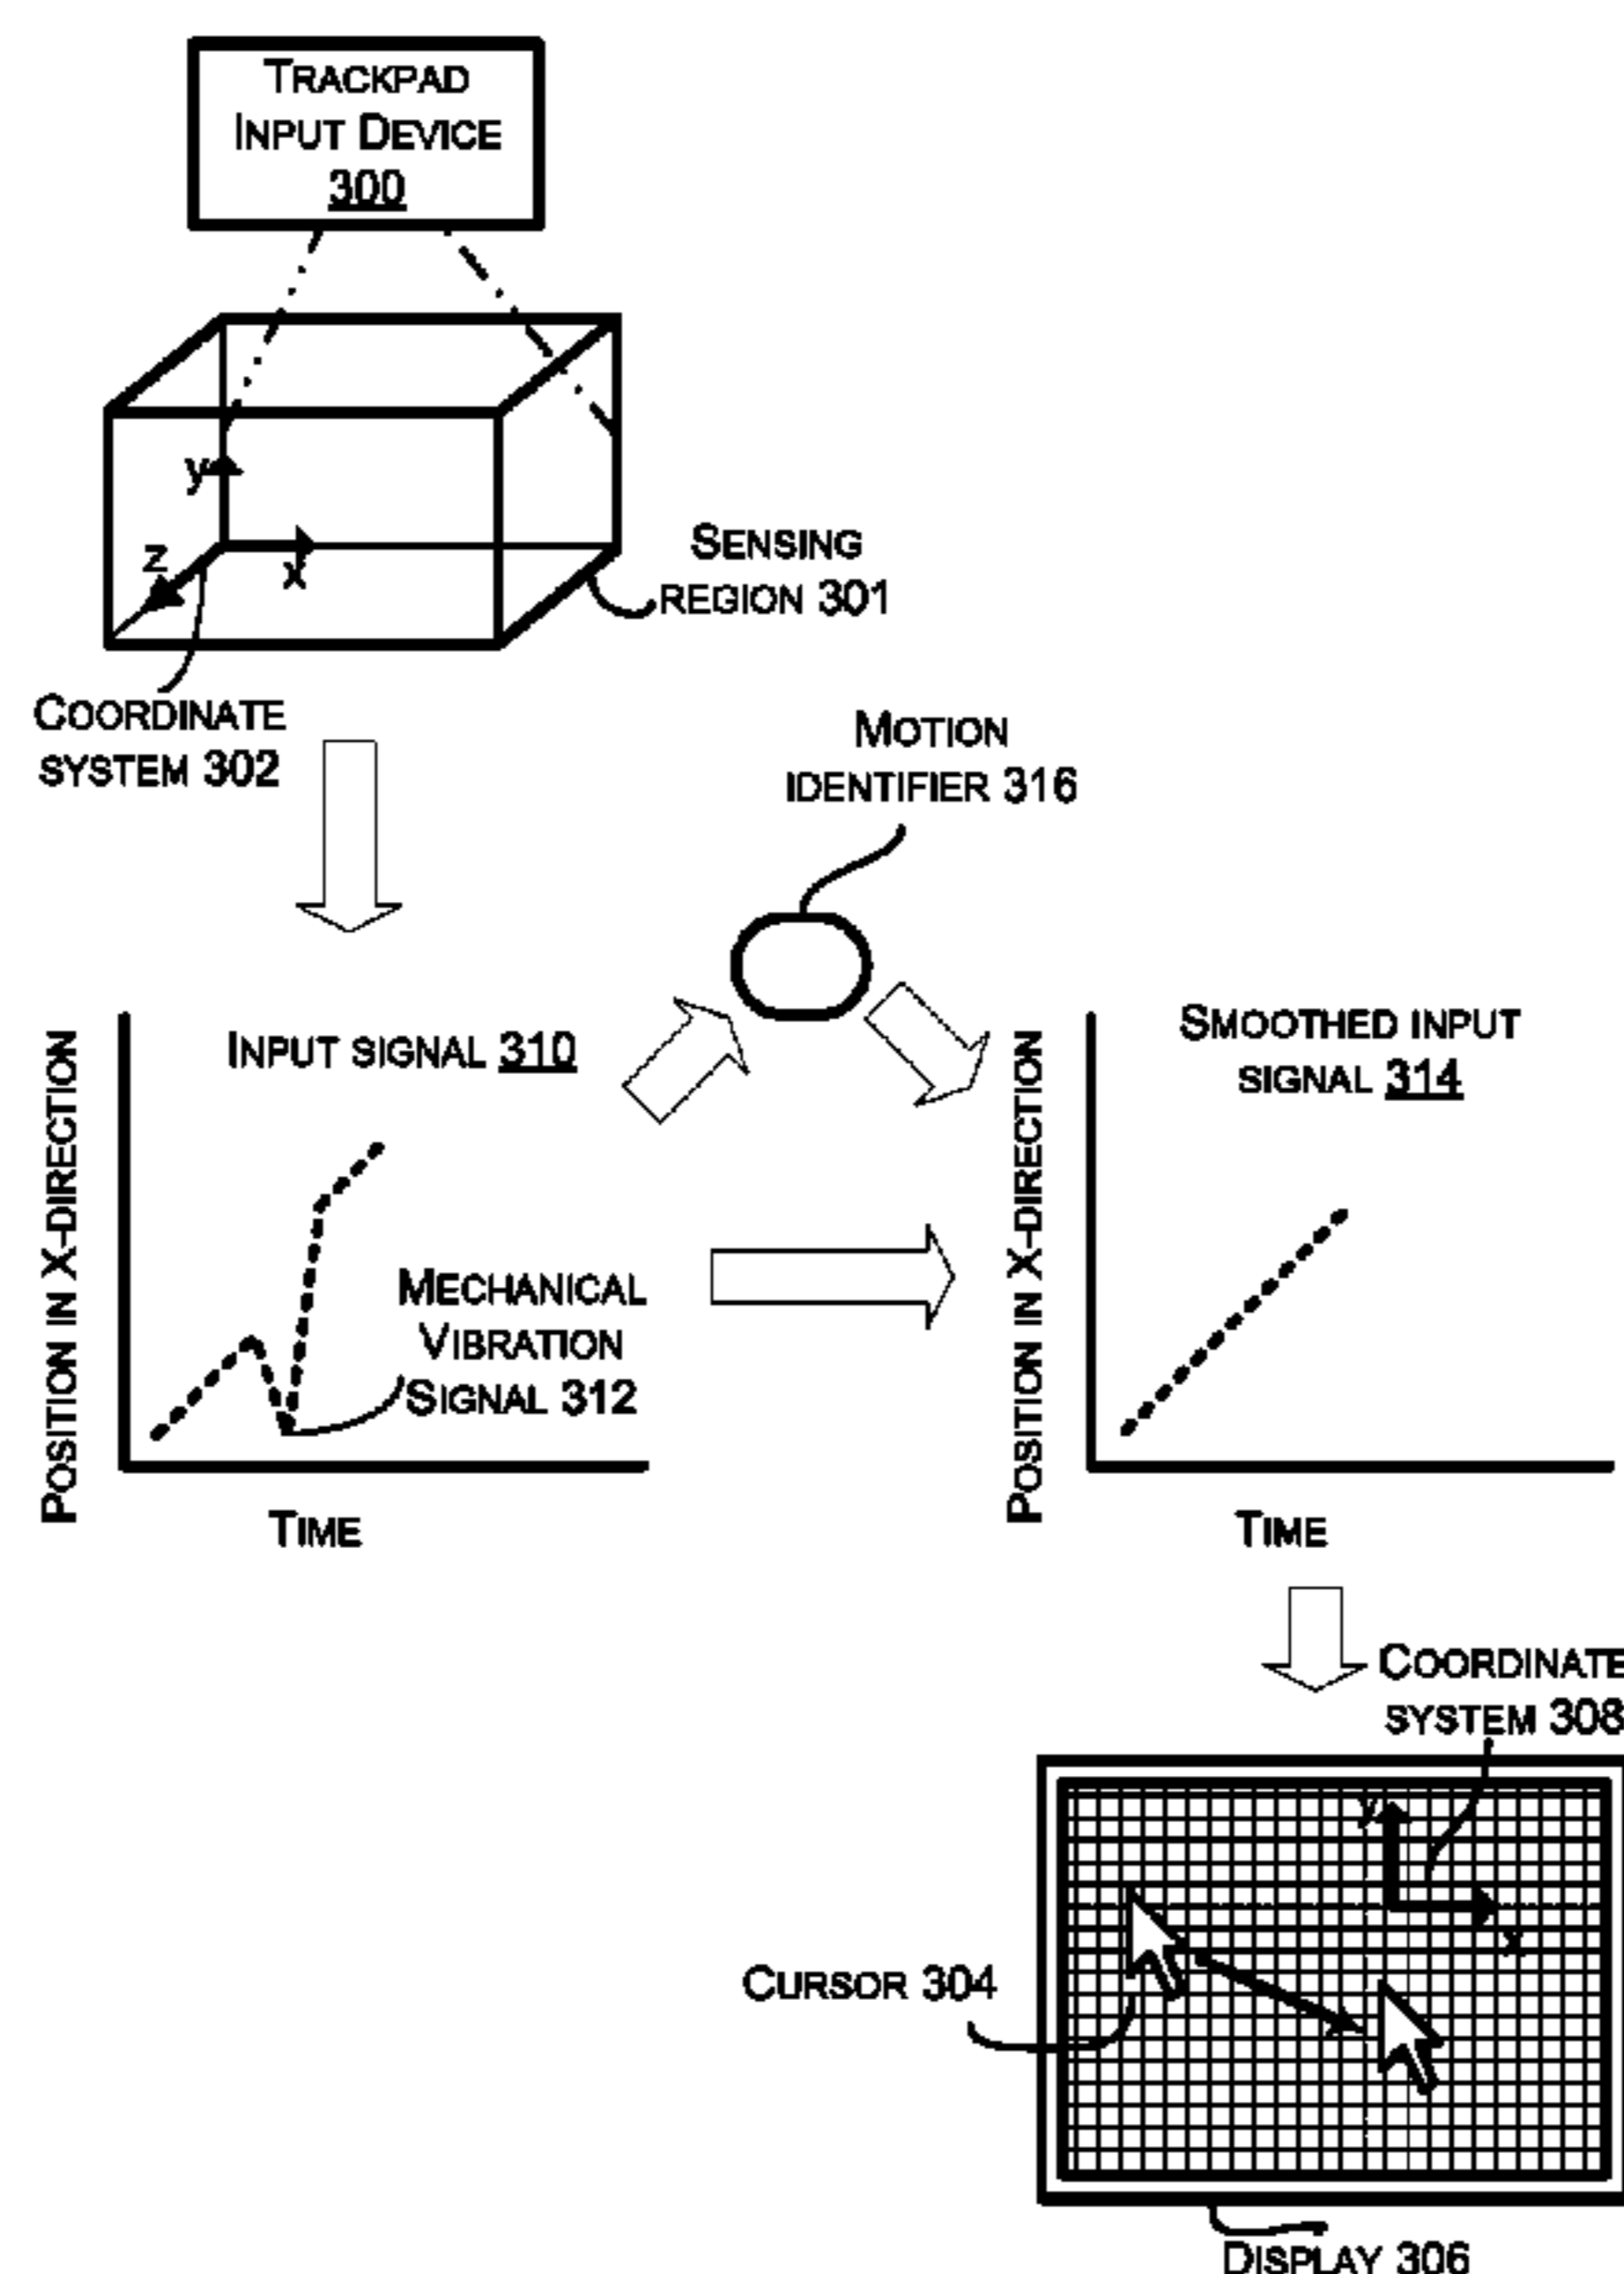 TRACKPAD
INPUT DEVICE
300
y
z
x
SENSING
REGION 301
COORDINATE
SYSTEM 302
MOTION
IDENTIFIER 316
POSITION IN X-DIRECTION
INPUT SIGNAL 310
MECHANICAL
VIBRATION
SIGNAL 312
TIME
POSITION IN X-DIRECTION
SMOOTHED INPUT
SIGNAL 314
TIME
COORDINATE
SYSTEM 308
y
x
CURSOR 304
DISPLAY 306